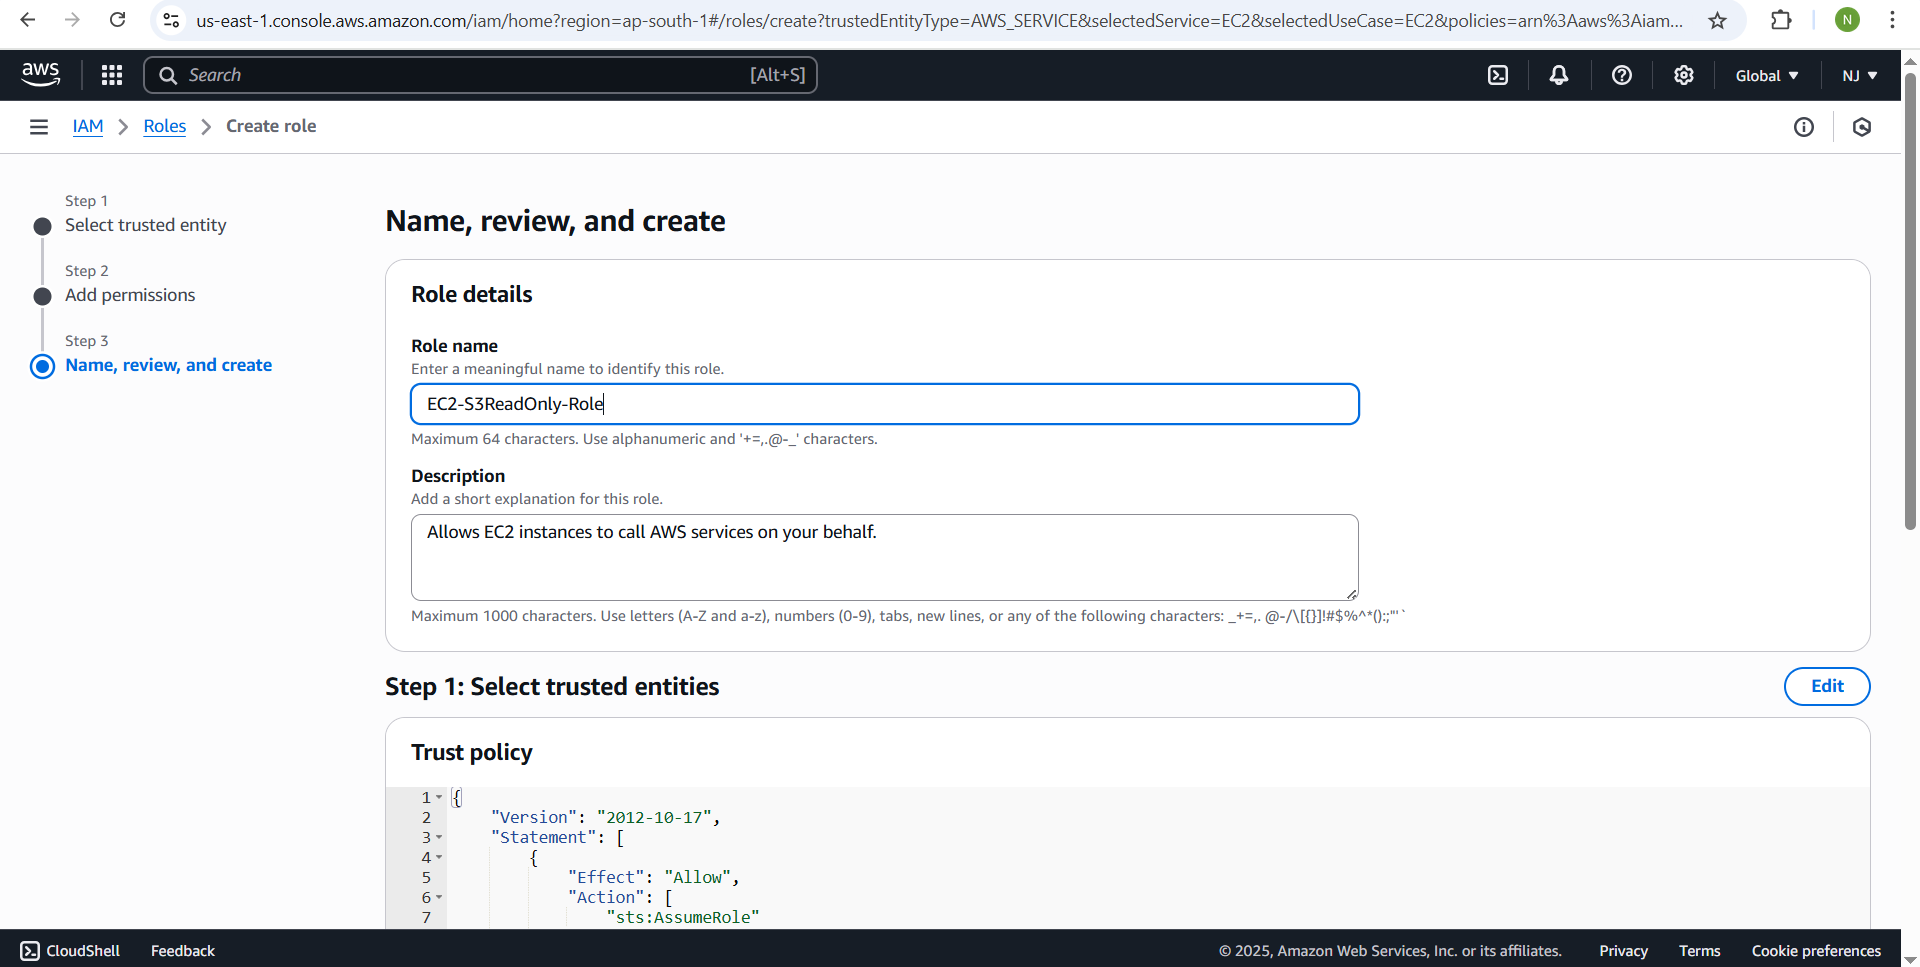 us-east-1.console.aws.amazon.com/iam/home?region=ap-south-1#/roles/create?trustedEntityType=AWS_SERVICE&selectedService=EC2&selectedUseCase=EC2&policies=arn%3Aaws%3Aiam...
N
aws
Search
[Alt+S]
Global
NJ
IAM
Roles
Create role
Step 1
Select trusted entity
Step 2
Add permissions
Step 3
Name, review, and create
Name, review, and create
Role details
Role name
Enter a meaningful name to identify this role.
EC2-S3ReadOnly-Role
Maximum 64 characters. Use alphanumeric and '+=,.@-_' characters.
Description
Add a short explanation for this role.
Allows EC2 instances to call AWS services on your behalf.
Maximum 1000 characters. Use letters (A-Z and a-z), numbers (0-9), tabs, new lines, or any of the following characters: _+=,. @-/\[{}]!#$%^*();:"'`
Step 1: Select trusted entities
Edit
Trust policy
1 {
2 "Version": "2012-10-17",
3 "Statement": [
4 {
5 "Effect": "Allow",
6 "Action": [
7 "sts:AssumeRole"
CloudShell
Feedback
© 2025, Amazon Web Services, Inc. or its affiliates.
Privacy
Terms
Cookie preferences